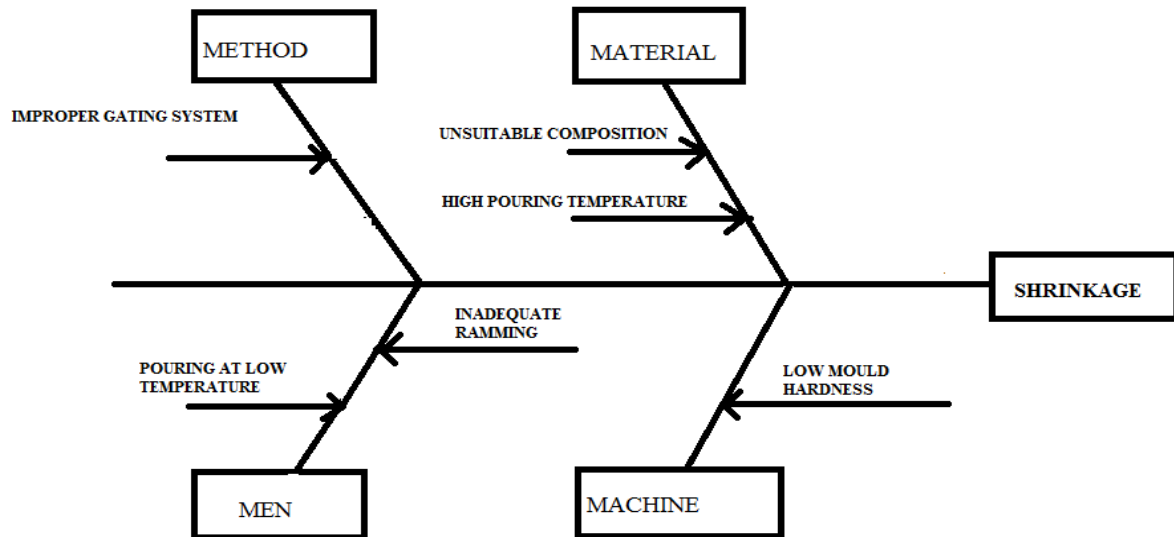 METHOD
MATERIAL
IMPROPER GATING SYSTEM
UNSUITABLE COMPOSITION
HIGH POURING TEMPERATURE
SHRINKAGE
INADEQUATE
RAMMING
POURING AT LOW
TEMPERATURE
LOW MOULD
HARDNESS
MEN
MACHINE